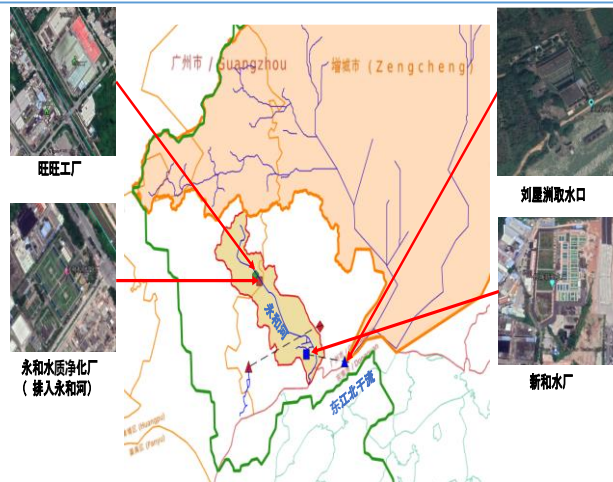 广州市 / Guangzhou
增城市 (Zengcheng)
旺旺工厂
刘屋洲取水口
永和河
永和水质净化厂
(排入永和河)
新和水厂
东江北干流
(Huangpu)
(Panyu)